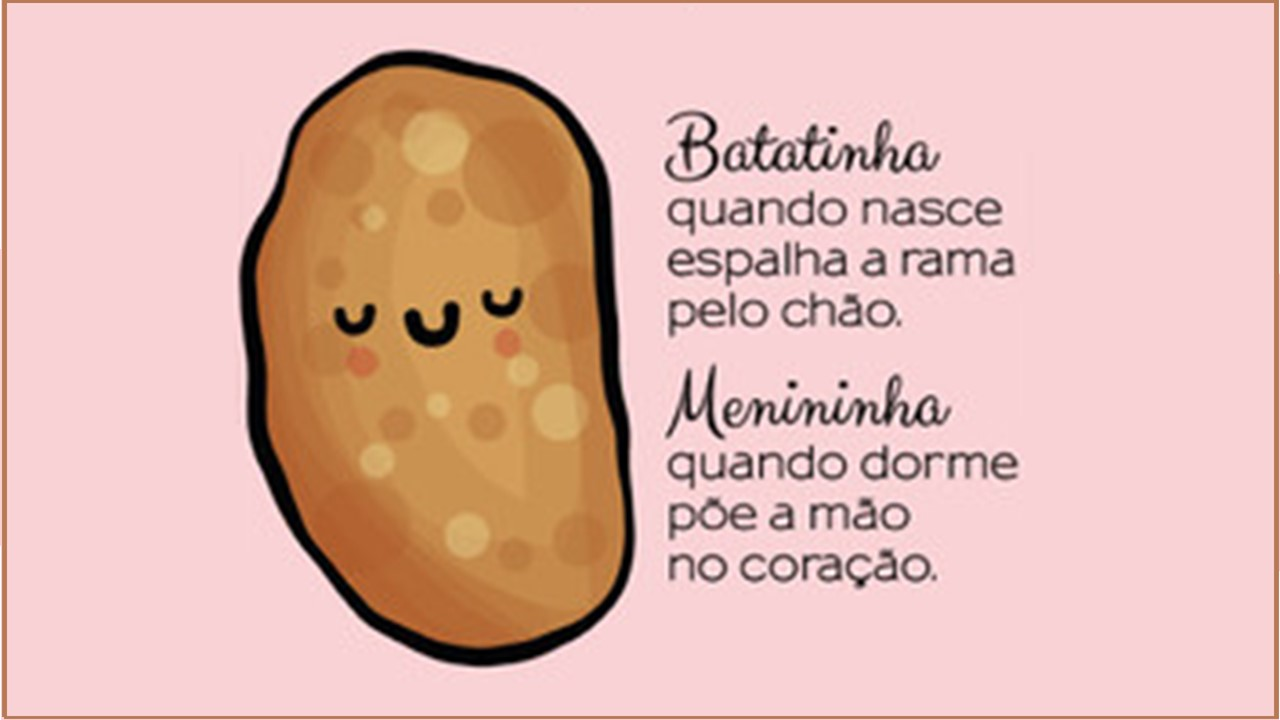 Batatinha
quando nasce
espalha a rama
pelo chão.
Menininha
quando dorme
põe a mão
no coração.